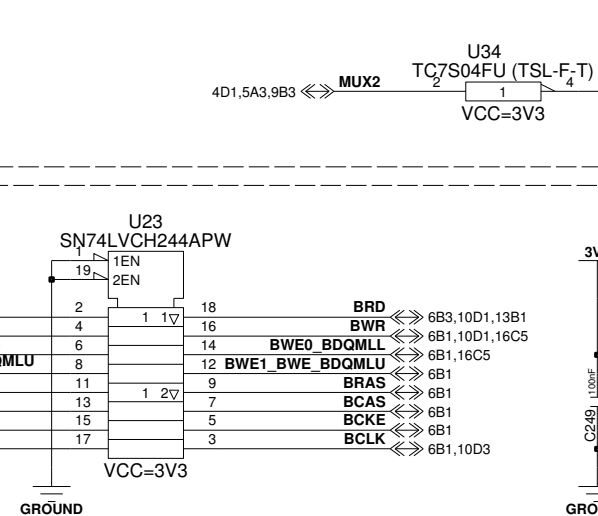 U34
TC7S04FU (TSL-F-T)
4D1,5A3,9B3 MUX2 2 1 4
VCC=3V3
U23
SN74LVCH244APW
1 1EN
19 2EN
3V
2 1 1▽ 18 BRD 6B3,10D1,13B1
4 16 BWR 6B1,10D1,16C5
6 14 BWE0_BDQMLL 6B1,16C5
QMLU 8 12 BWE1_BWE_BDQMLU 6B1
11 1 2▽ 9 BRAS 6B1
13 7 BCAS 6B1
15 5 BCKE 6B1
17 3 BCLK 6B1,10D3
100nF
C249
VCC=3V3
GROUND
GRO